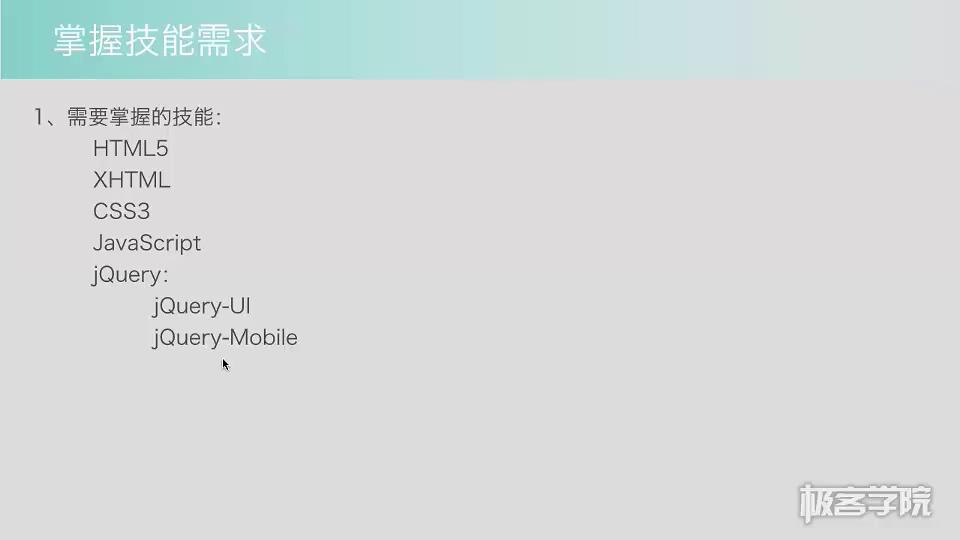 掌握技能需求
1、需要掌握的技能：
HTML5
XHTML
CSS3
JavaScript
jQuery：
jQuery-UI
jQuery-Mobile
极客学院